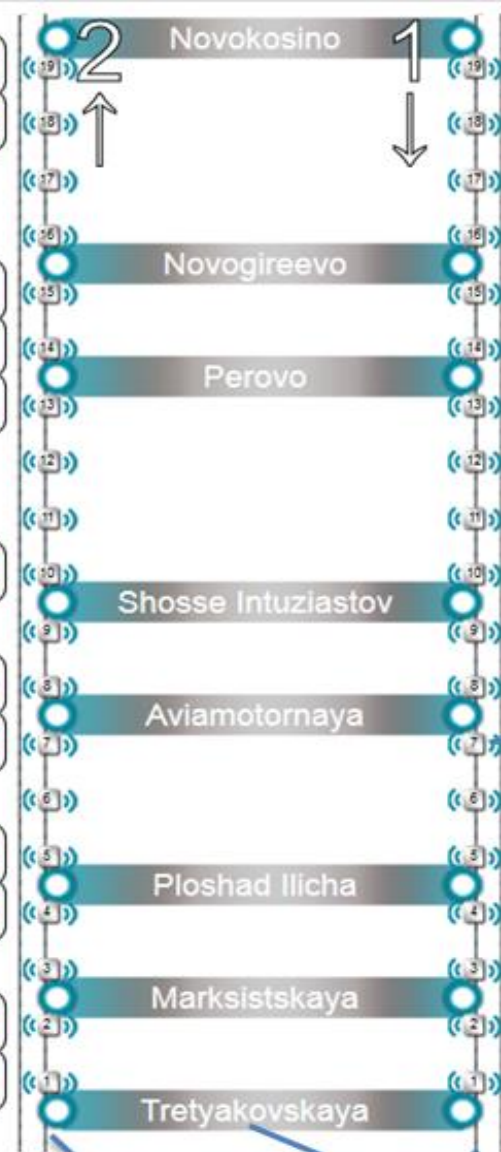 2 Novokosino 1
19 19
18 18
17 17
16 16
Novogireevo
15 15
14 14
Perovo
13 13
12 12
11 11
10 10
Shosse Intuziastov
9 9
8 8
Aviamotornaya
7 7
6 6
5 5
Ploshad Ilicha
4 4
3 3
Marksistskaya
2 2
1 1
Tretyakovskaya